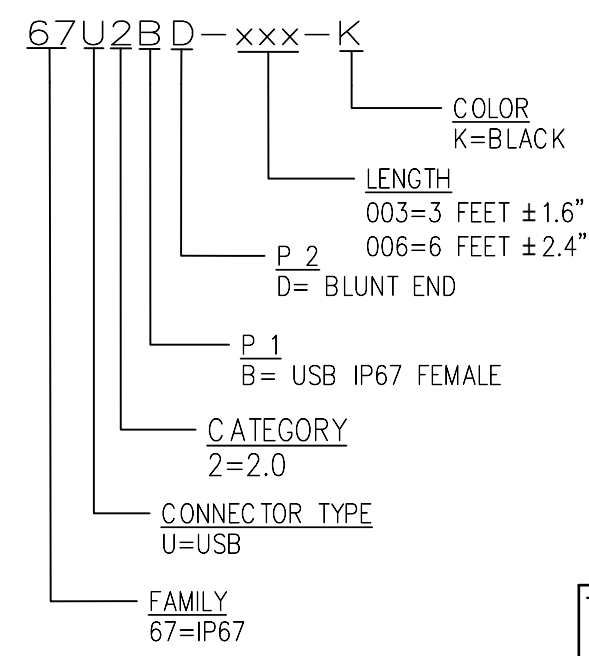 67U2BD-xxx-K
COLOR
K=BLACK
LENGTH
003=3 FEET ±1.6"
006=6 FEET ±2.4"
P 2
D= BLUNT END
P 1
B= USB IP67 FEMALE
CATEGORY
2=2.0
CONNECTOR TYPE
U=USB
FAMILY
67=IP67